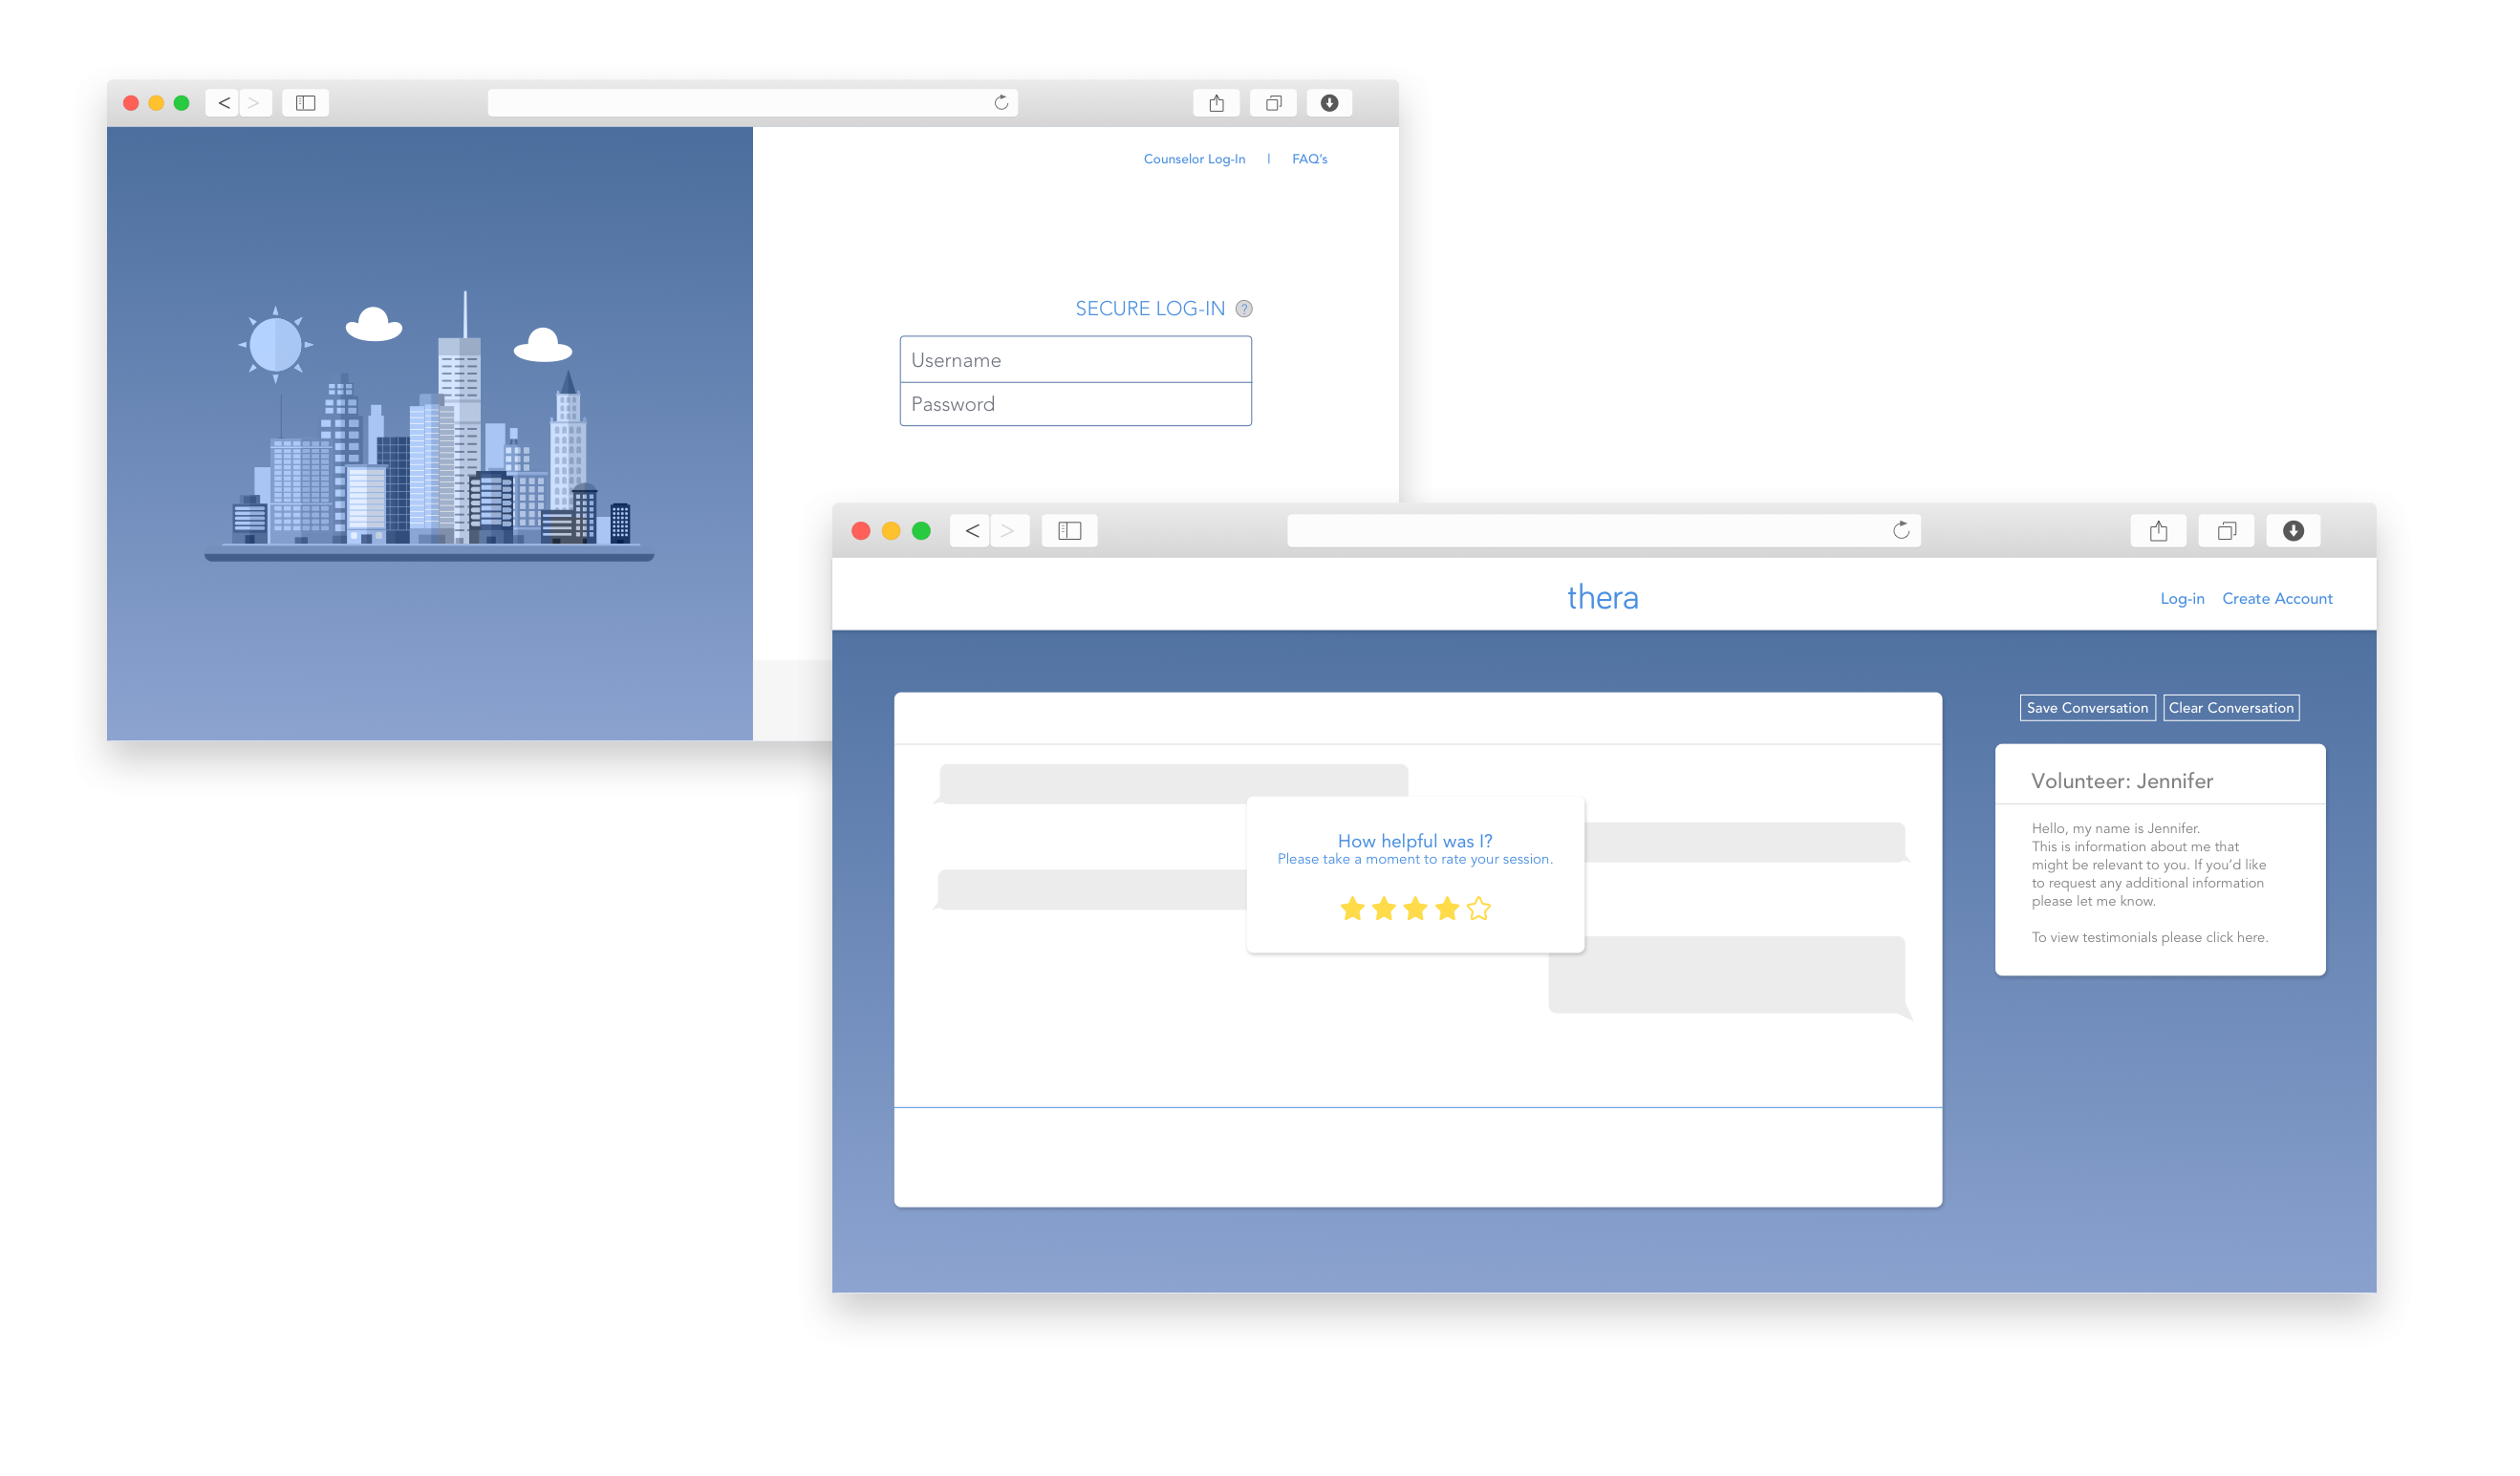 Counselor Log-In | FAQ's
SECURE LOG-IN ?
Username
Password
thera
Log-in Create Account
Save Conversation Clear Conversation
How helpful was I?
Please take a moment to rate your session.
Volunteer: Jennifer
Hello, my name is Jennifer.
This is information about me that
might be relevant to you. If you’d like
to request any additional information
please let me know.
To view testimonials please click here.